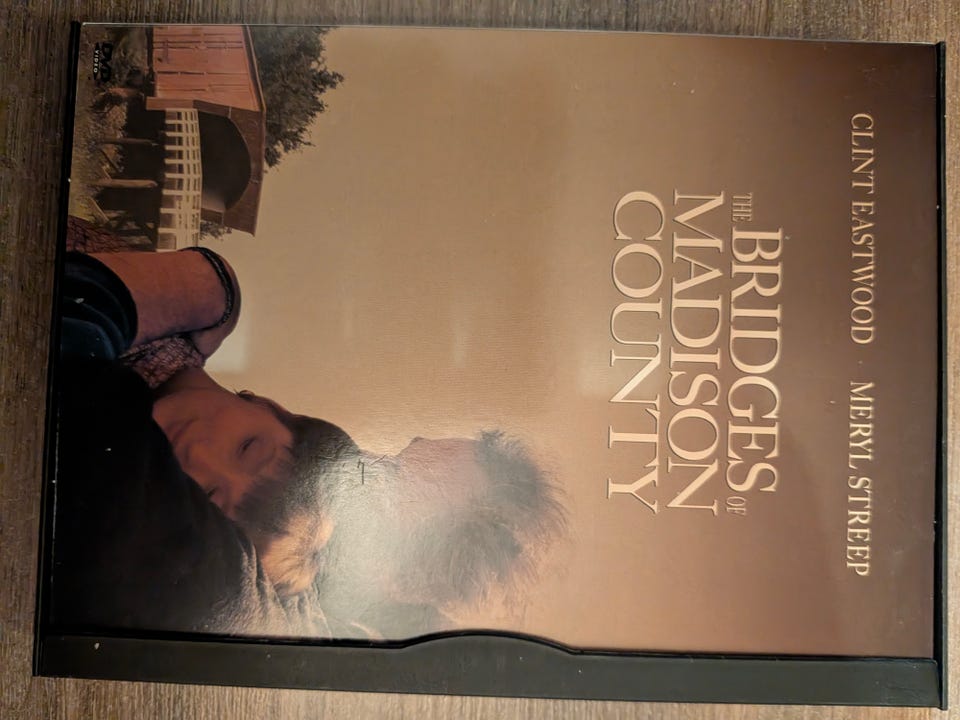 CLINT EASTWOOD · MERYL STREEP
THE BRIDGES OF
MADISON
COUNTY
DVD
VIDEO